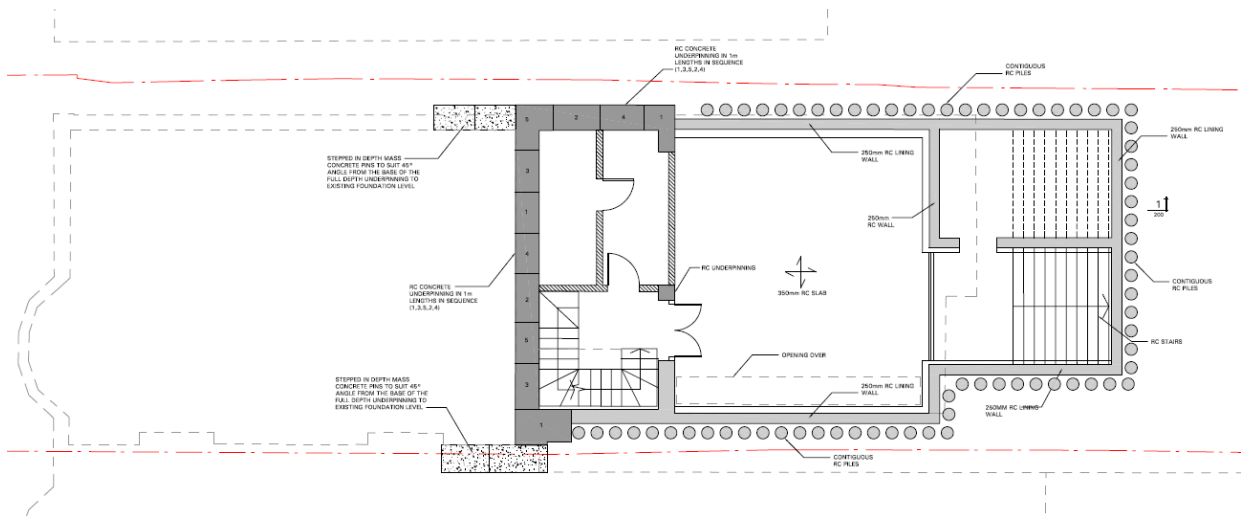 RC CONCRETE
UNDERPINNING IN 1m
LENGTHS IN SEQUENCE
(1,3,5,2,4)
CONTIGUOUS
RC PILES
5
2
4
1
250mm RC LINING
WALL
250mm RC LINING
WALL
STEPPED IN DEPTH MASS
CONCRETE PINS TO SUIT 45°
ANGLE FROM THE BASE OF THE
FULL DEPTH UNDERPINNING TO
EXISTING FOUNDATION LEVEL
3
1
1
200
250mm
RC WALL
4
RC UNDERPINNING
CONTIGUOUS
RC PILES
RC CONCRETE
UNDERPINNING IN 1m
LENGTHS IN SEQUENCE
(1,3,5,2,4)
350mm RC SLAB
2
5
RC STAIRS
OPENING OVER
3
STEPPED IN DEPTH MASS
CONCRETE PINS TO SUIT 45°
ANGLE FROM THE BASE OF THE
FULL DEPTH UNDERPINNING TO
EXISTING FOUNDATION LEVEL
250mm RC LINING
WALL
250MM RC LINING
WALL
1
CONTIGUOUS
RC PILES